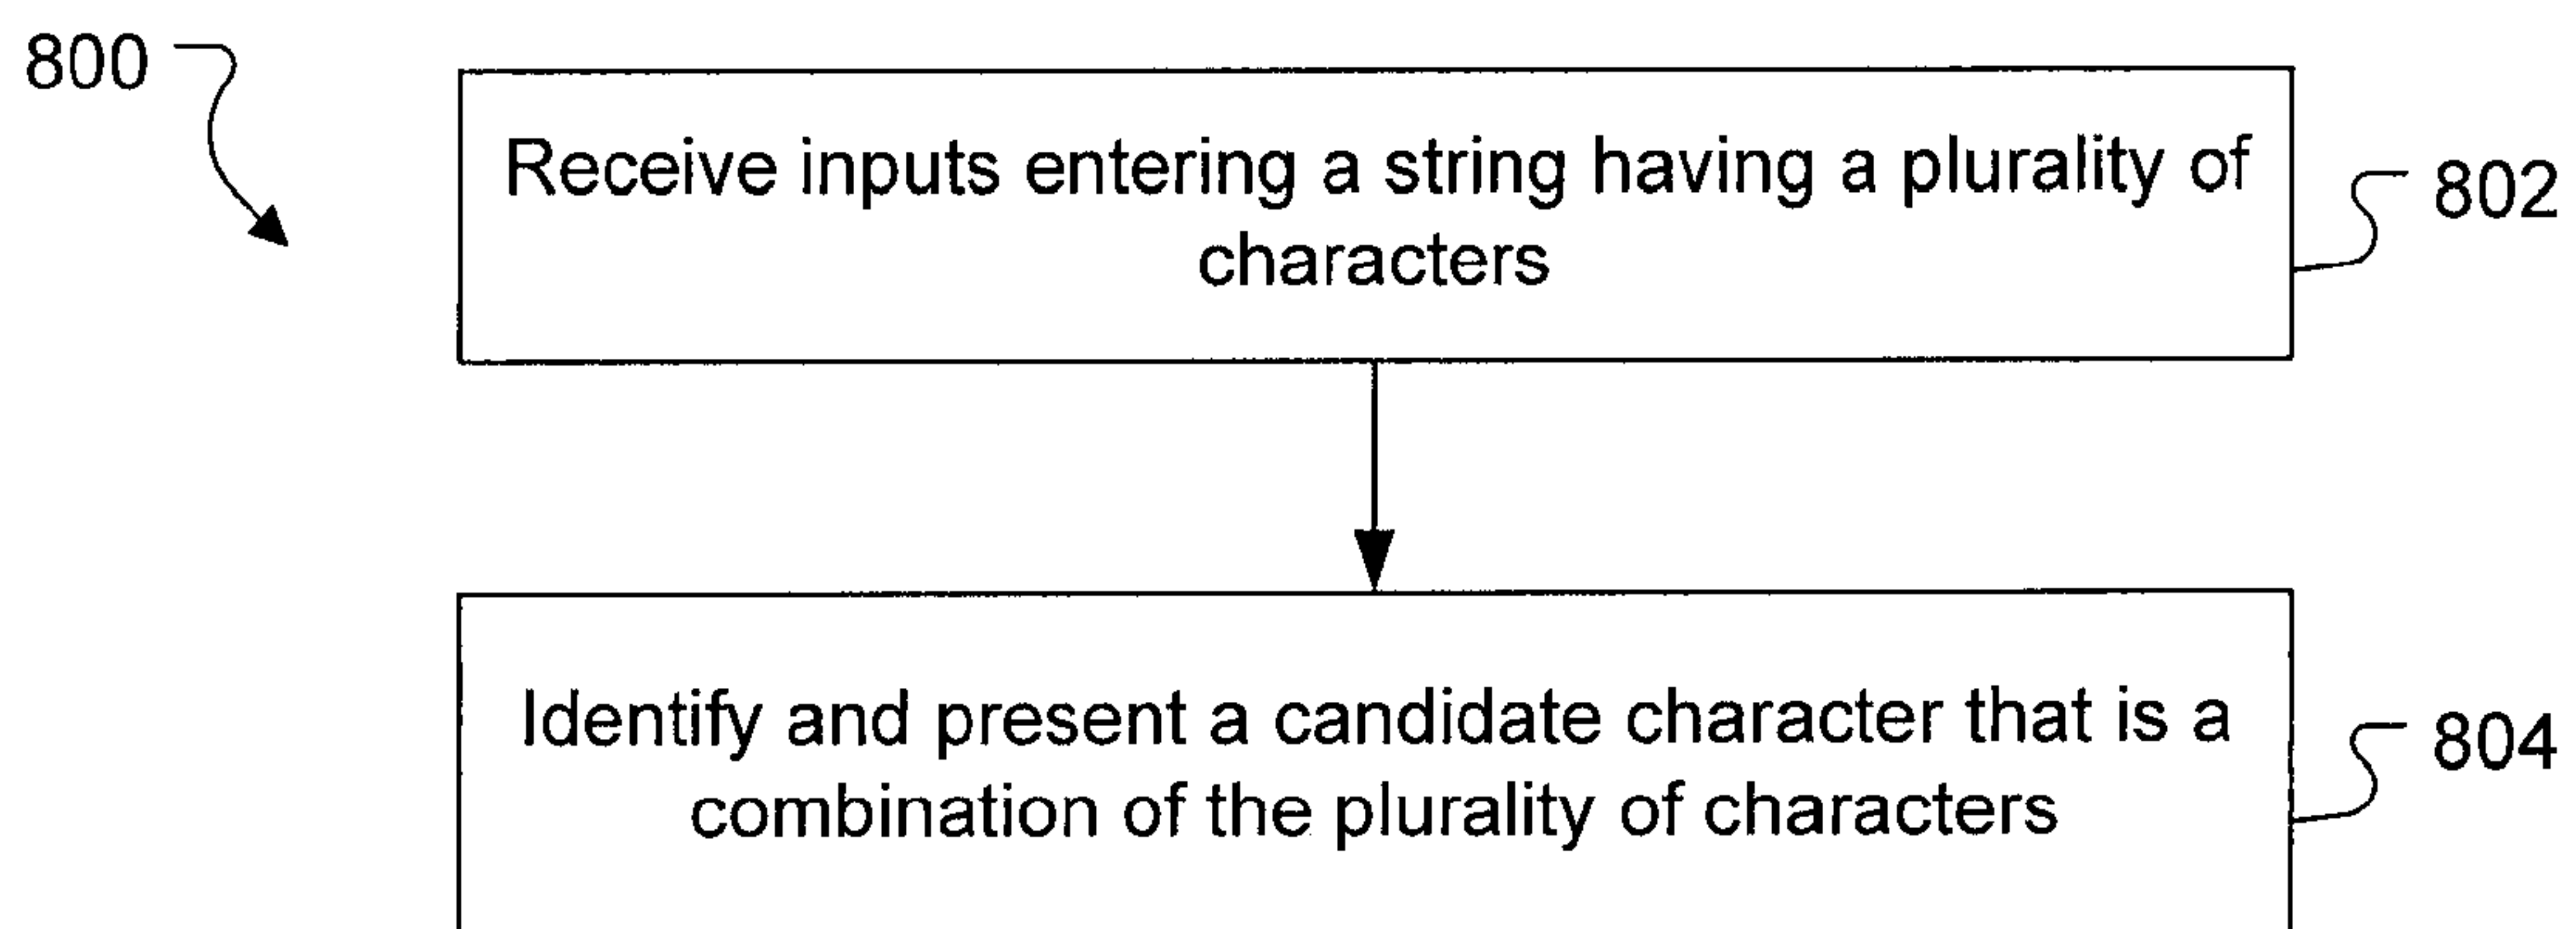 800
Receive inputs entering a string having a plurality of
characters
802
Identify and present a candidate character that is a
combination of the plurality of characters
804